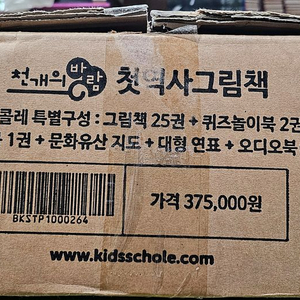 천개의바람 첫역사그림책
콜레 특별구성 : 그림책 25권 + 퀴즈놀이북 2권
1권 + 문화유산 지도 + 대형 연표 + 오디오북
BKSTP1000264
가격 375,000원
www.kidsschole.com